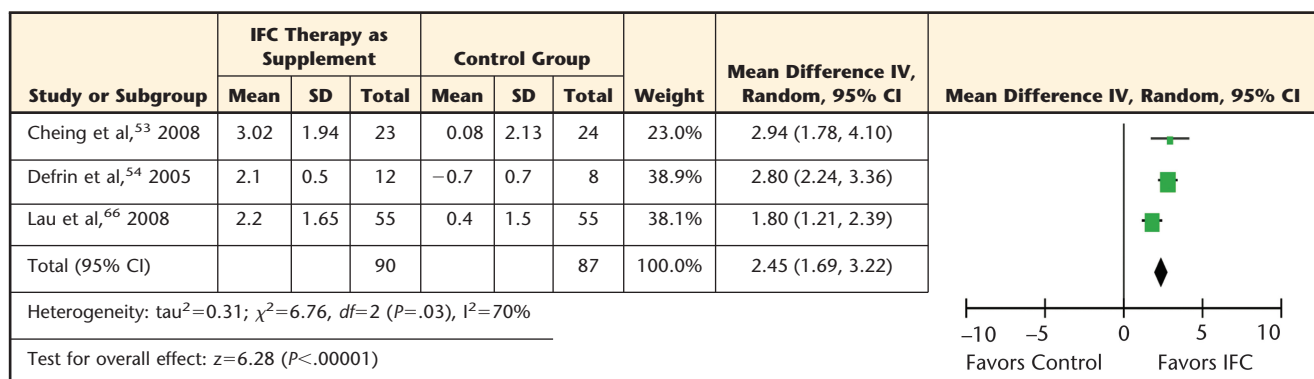 IFC Therapy as Supplement Control Group
Study or Subgroup Mean SD Total Mean SD Total Weight Mean Difference IV, Random, 95% CI Mean Difference IV, Random, 95% CI
Cheing et al,53 2008 3.02 1.94 23 0.08 2.13 24 23.0% 2.94 (1.78, 4.10)
Defrin et al,54 2005 2.1 0.5 12 −0.7 0.7 8 38.9% 2.80 (2.24, 3.36)
Lau et al,66 2008 2.2 1.65 55 0.4 1.5 55 38.1% 1.80 (1.21, 2.39)
Total (95% CI) 90 87 100.0% 2.45 (1.69, 3.22)
Heterogeneity: tau2=0.31; χ2=6.76, df=2 (P=.03), I2=70%
Test for overall effect: z=6.28 (P<.00001)
−10 −5 0 5 10
Favors Control Favors IFC